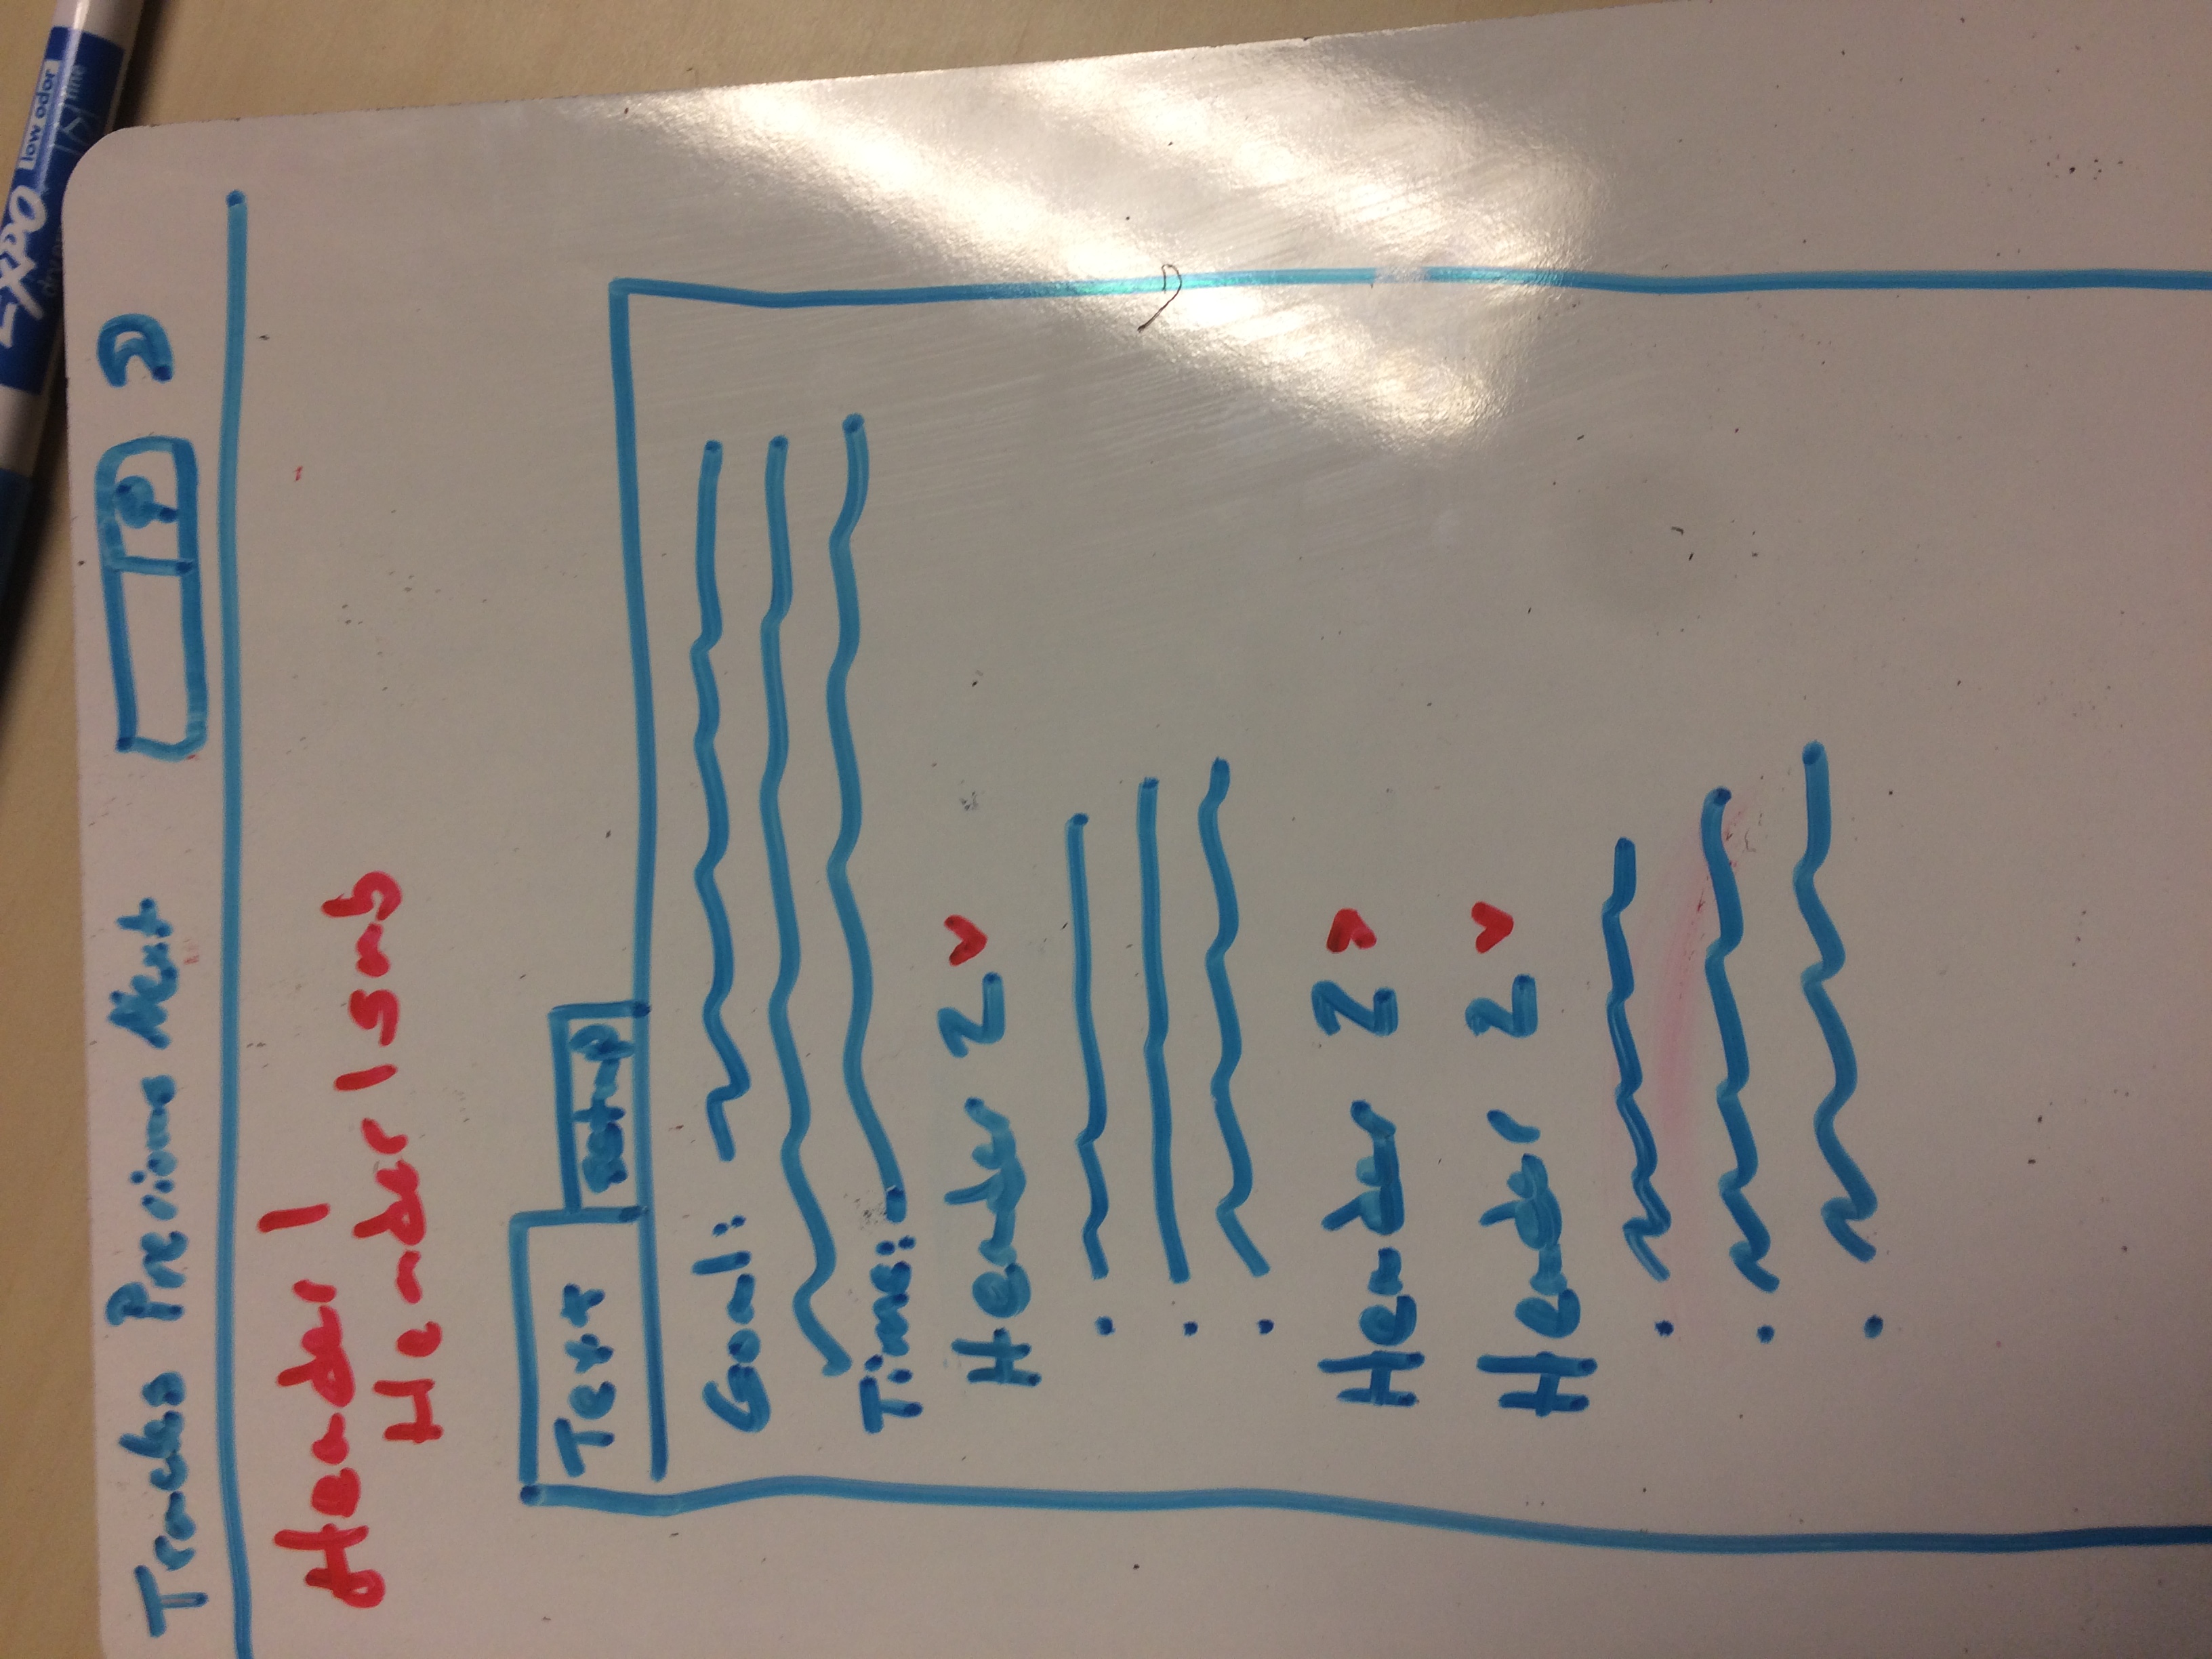 EXPO low odor
fine
Tracks Previous Next
Header 1
Header 1 sub
Text setup
Goal:
Time:
Header 2
Header 2 >
Header 2